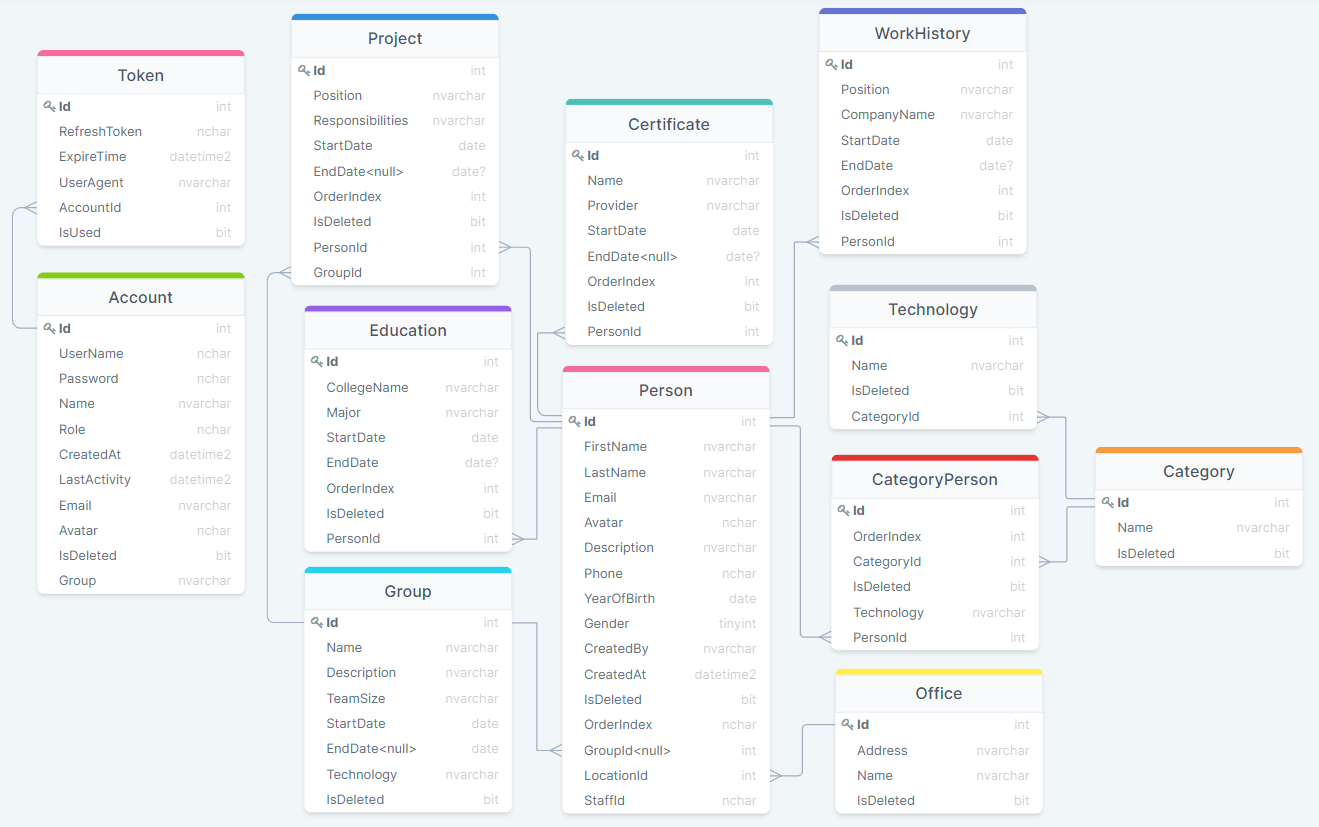 Token
Id int
RefreshToken nchar
ExpireTime datetime2
UserAgent nvarchar
AccountId int
IsUsed bit
Account
Id int
UserName nchar
Password nchar
Name nvarchar
Role nchar
CreatedAt datetime2
LastActivity datetime2
Email nvarchar
Avatar nchar
IsDeleted bit
Group nvarchar
Project
Id int
Position nvarchar
Responsibilities nvarchar
StartDate date
EndDate<null> date?
OrderIndex int
IsDeleted bit
PersonId int
GroupId int
Education
Id int
CollegeName nvarchar
Major nvarchar
StartDate date
EndDate date?
OrderIndex int
IsDeleted bit
PersonId int
Group
Id int
Name nvarchar
Description nvarchar
TeamSize nvarchar
StartDate date
EndDate<null> date
Technology nvarchar
IsDeleted bit
Certificate
Id int
Name nvarchar
Provider nvarchar
StartDate date
EndDate<null> date?
OrderIndex int
IsDeleted bit
PersonId int
Person
Id int
FirstName nvarchar
LastName nvarchar
Email nvarchar
Avatar nchar
Description nvarchar
Phone nchar
YearOfBirth date
Gender tinyint
CreatedBy nvarchar
CreatedAt datetime2
IsDeleted bit
OrderIndex nchar
GroupId<null> int
LocationId int
StaffId nchar
WorkHistory
Id int
Position nvarchar
CompanyName nvarchar
StartDate date
EndDate date?
OrderIndex int
IsDeleted bit
PersonId int
Technology
Id int
Name nvarchar
IsDeleted bit
CategoryId int
CategoryPerson
Id int
OrderIndex int
CategoryId int
IsDeleted bit
Technology nvarchar
PersonId int
Office
Id int
Address nvarchar
Name nvarchar
IsDeleted bit
Category
Id int
Name nvarchar
IsDeleted bit